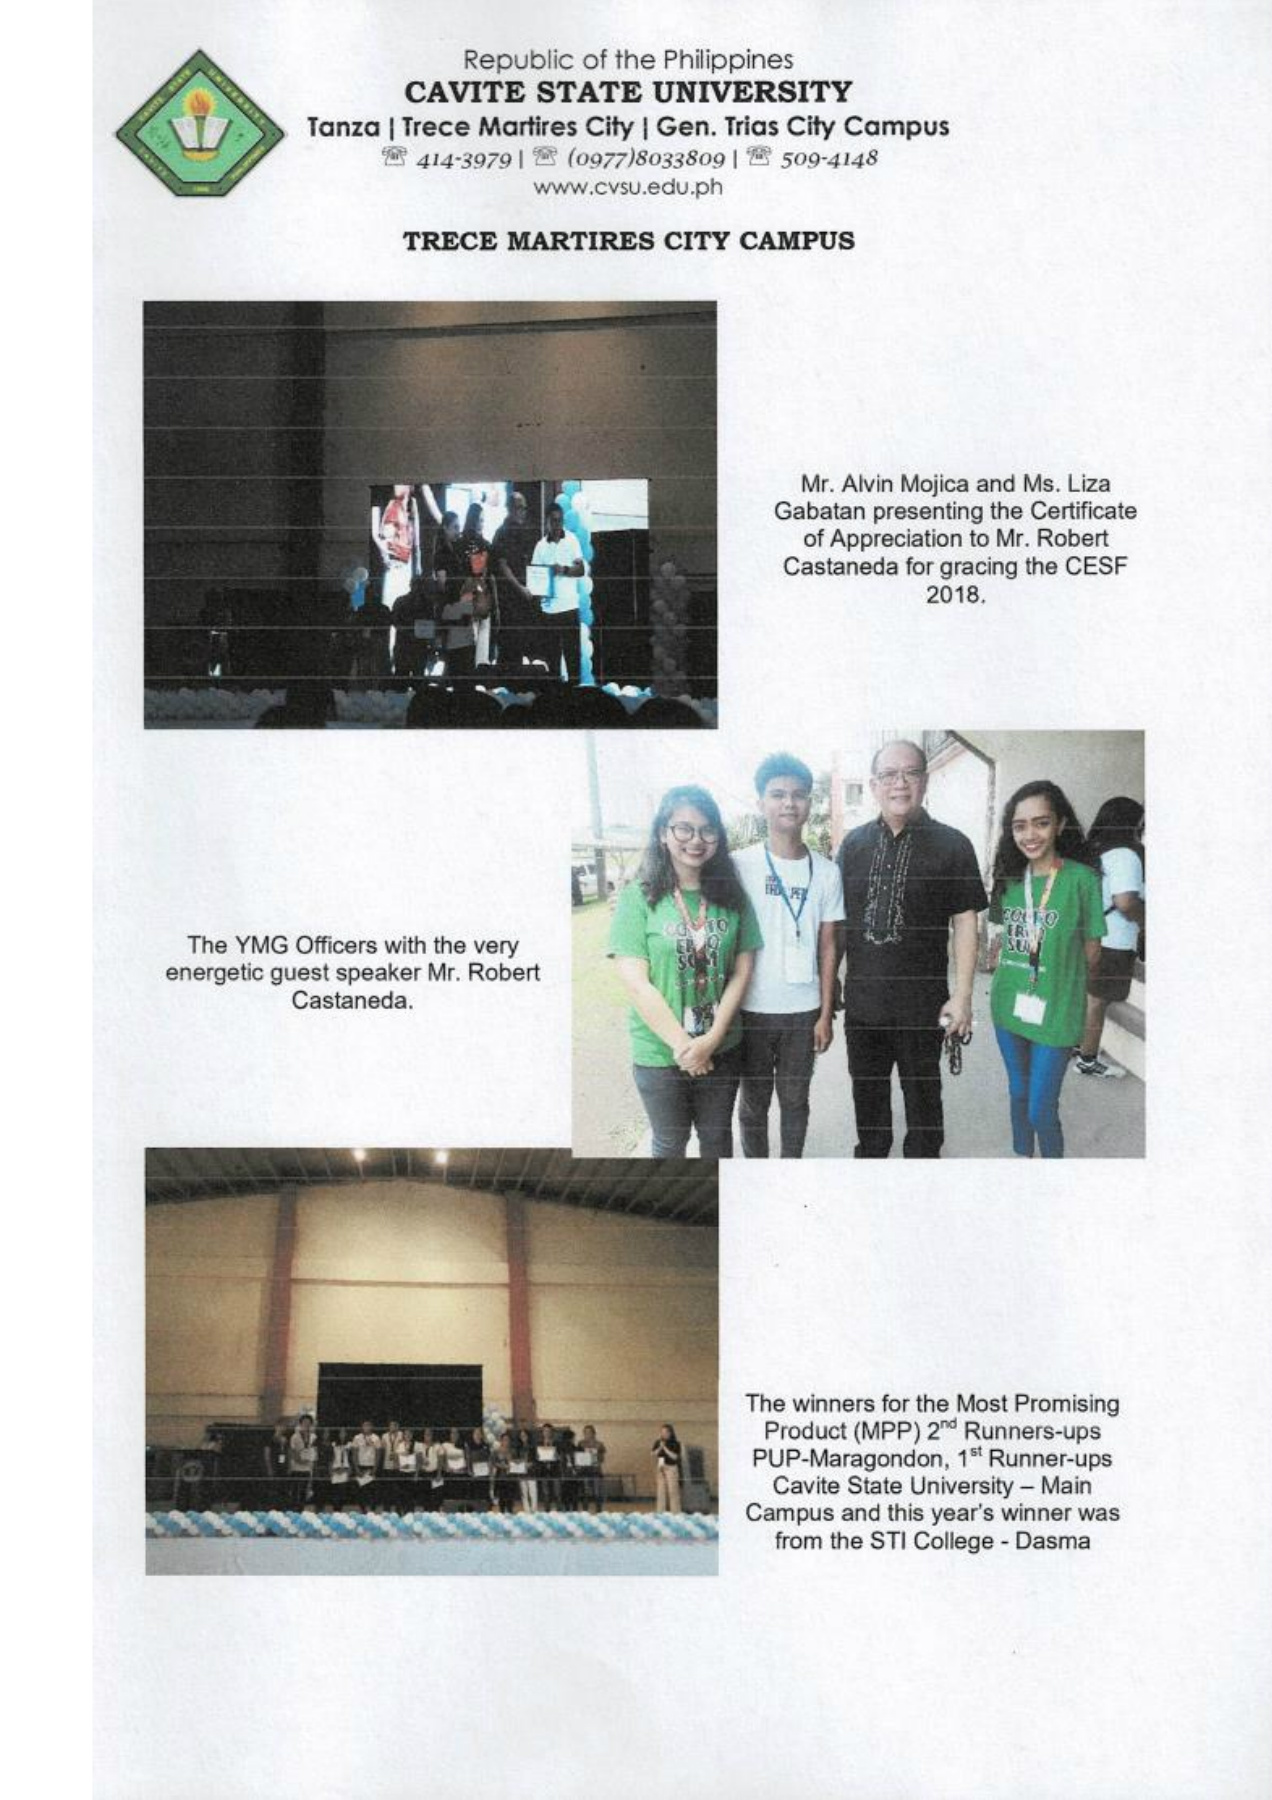 Republic of the Philippines
CAVITE STATE UNIVERSITY
Tanza | Trece Martires City | Gen. Trias City Campus
☎ 414-3979 | ☎ (0977)8033809 | ☎ 509-4148
www.cvsu.edu.ph
TRECE MARTIRES CITY CAMPUS
Mr. Alvin Mojica and Ms. Liza
Gabatan presenting the Certificate
of Appreciation to Mr. Robert
Castaneda for gracing the CESF
2018.
The YMG Officers with the very
energetic guest speaker Mr. Robert
Castaneda.
The winners for the Most Promising
Product (MPP) 2nd Runners-ups
PUP-Maragondon, 1st Runner-ups
Cavite State University – Main
Campus and this year's winner was
from the STI College - Dasma